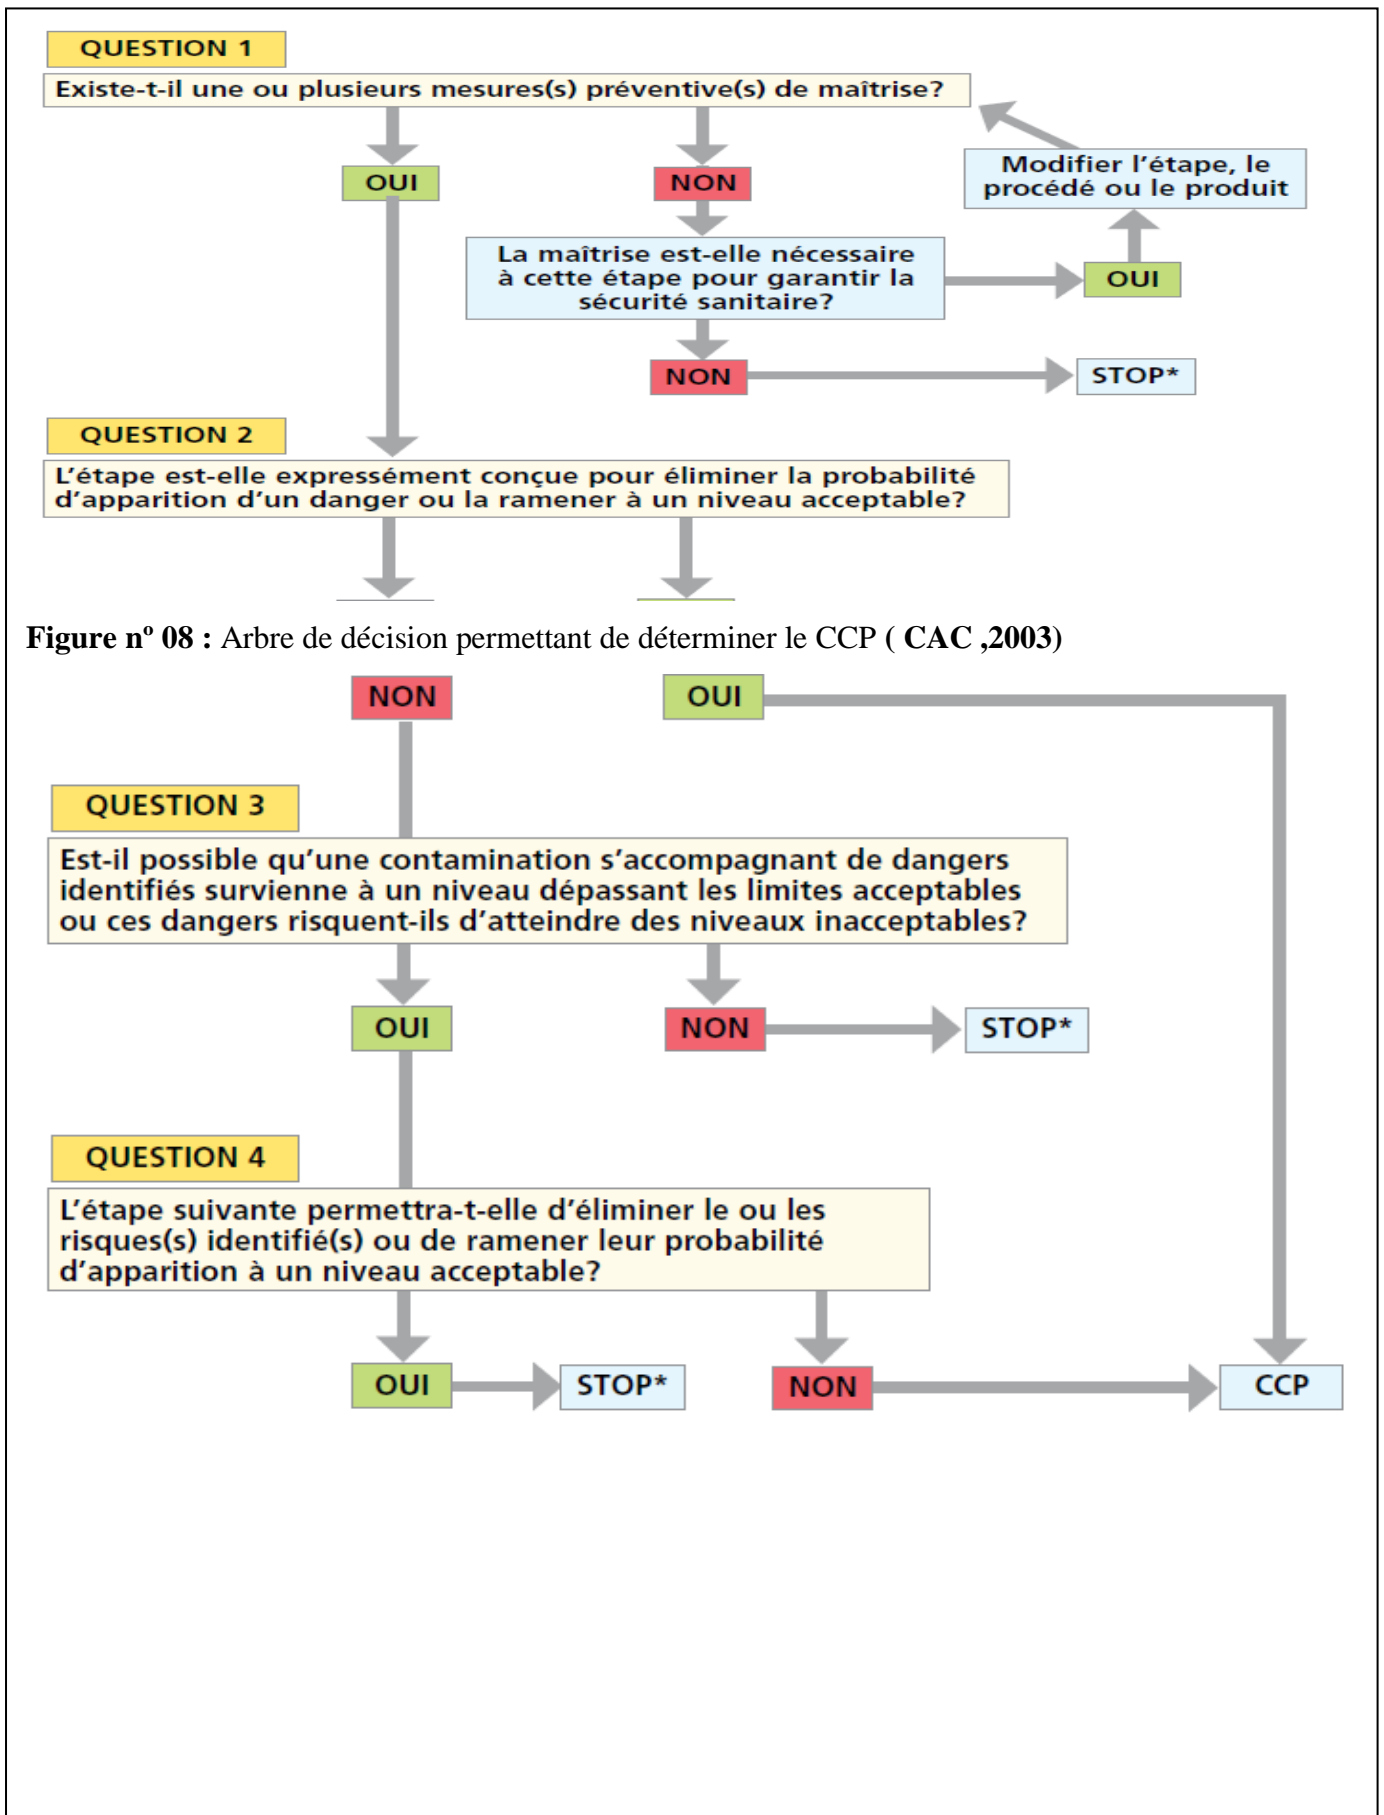 QUESTION 1
Existe-t-il une ou plusieurs mesures(s) préventive(s) de maîtrise?
OUI
NON
Modifier l'étape, le
procédé ou le produit
La maîtrise est-elle nécessaire
à cette étape pour garantir la
sécurité sanitaire?
OUI
NON
STOP*
QUESTION 2
L'étape est-elle expressément conçue pour éliminer la probabilité
d'apparition d'un danger ou la ramener à un niveau acceptable?
Figure nº 08 : Arbre de décision permettant de déterminer le CCP ( CAC ,2003)
NON
OUI
QUESTION 3
Est-il possible qu'une contamination s'accompagnant de dangers
identifiés survienne à un niveau dépassant les limites acceptables
ou ces dangers risquent-ils d'atteindre des niveaux inacceptables?
OUI
NON
STOP*
QUESTION 4
L'étape suivante permettra-t-elle d'éliminer le ou les
risques(s) identifié(s) ou de ramener leur probabilité
d'apparition à un niveau acceptable?
OUI
STOP*
NON
CCP